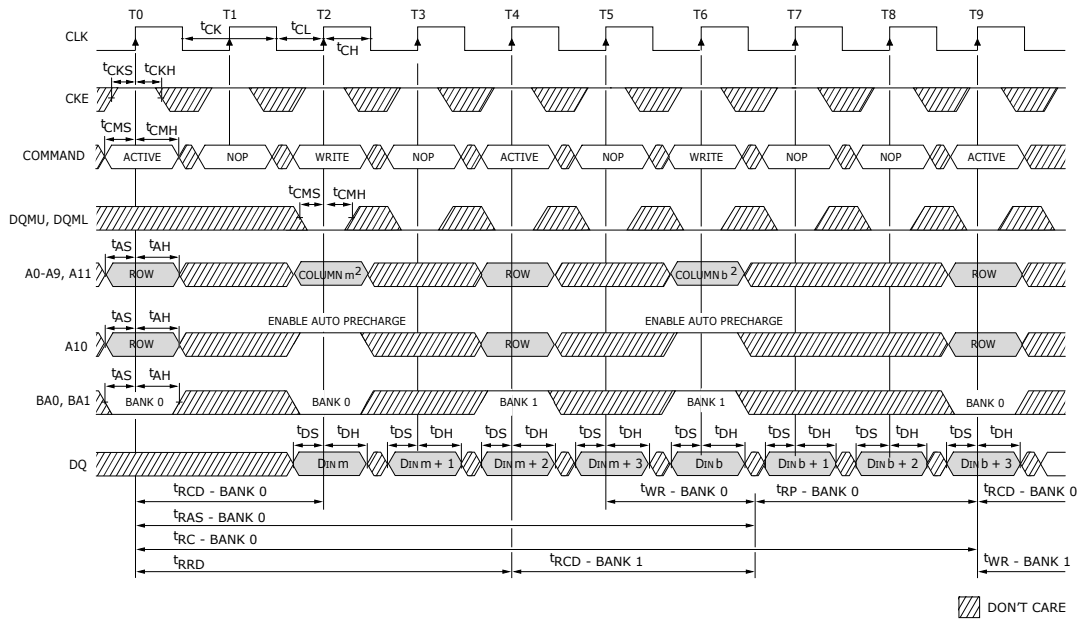 T0 T1 T2 T3 T4 T5 T6 T7 T8 T9
CLK tCK tCL tCH
tCKS tCKH
CKE
tCMS tCMH
COMMAND ACTIVE NOP WRITE NOP ACTIVE NOP WRITE NOP NOP ACTIVE
tCMS tCMH
DQMU, DQML
tAS tAH
A0-A9, A11 ROW COLUMN m2 ROW COLUMN b 2 ROW
tAS tAH ENABLE AUTO PRECHARGE ENABLE AUTO PRECHARGE
A10 ROW ROW ROW
tAS tAH
BA0, BA1 BANK 0 BANK 0 BANK 1 BANK 1 BANK 0
tDS tDH tDS tDH tDS tDH tDS tDH tDS tDH tDS tDH tDS tDH tDS tDH
DQ DIN m DIN m + 1 DIN m + 2 DIN m + 3 DIN b DIN b + 1 DIN b + 2 DIN b + 3
tRCD - BANK 0 tWR - BANK 0 tRP - BANK 0 tRCD - BANK 0
tRAS - BANK 0
tRC - BANK 0
tRRD tRCD - BANK 1 tWR - BANK 1
DON'T CARE